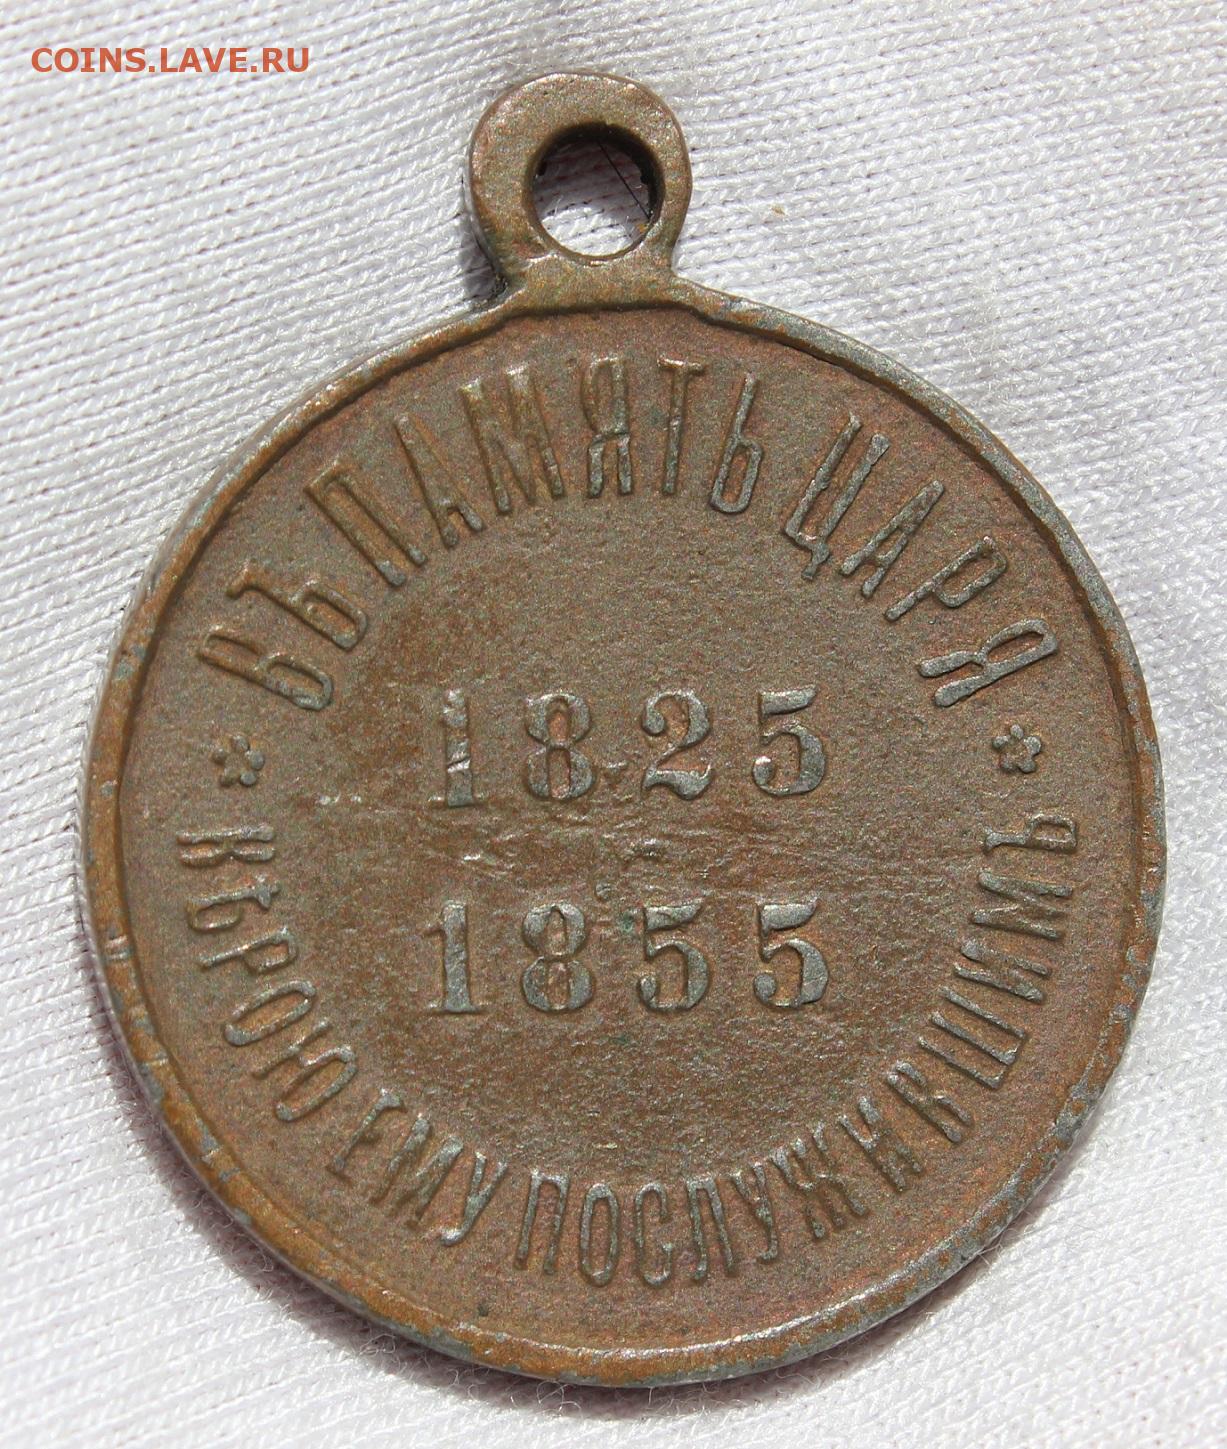 COINS.LAVE.RU
ВЪ ПАМЯТЬ ЦАРЯ
1825
1855
ВѢРОЮ ЕМУ ПОСЛУЖИВШИМЪ